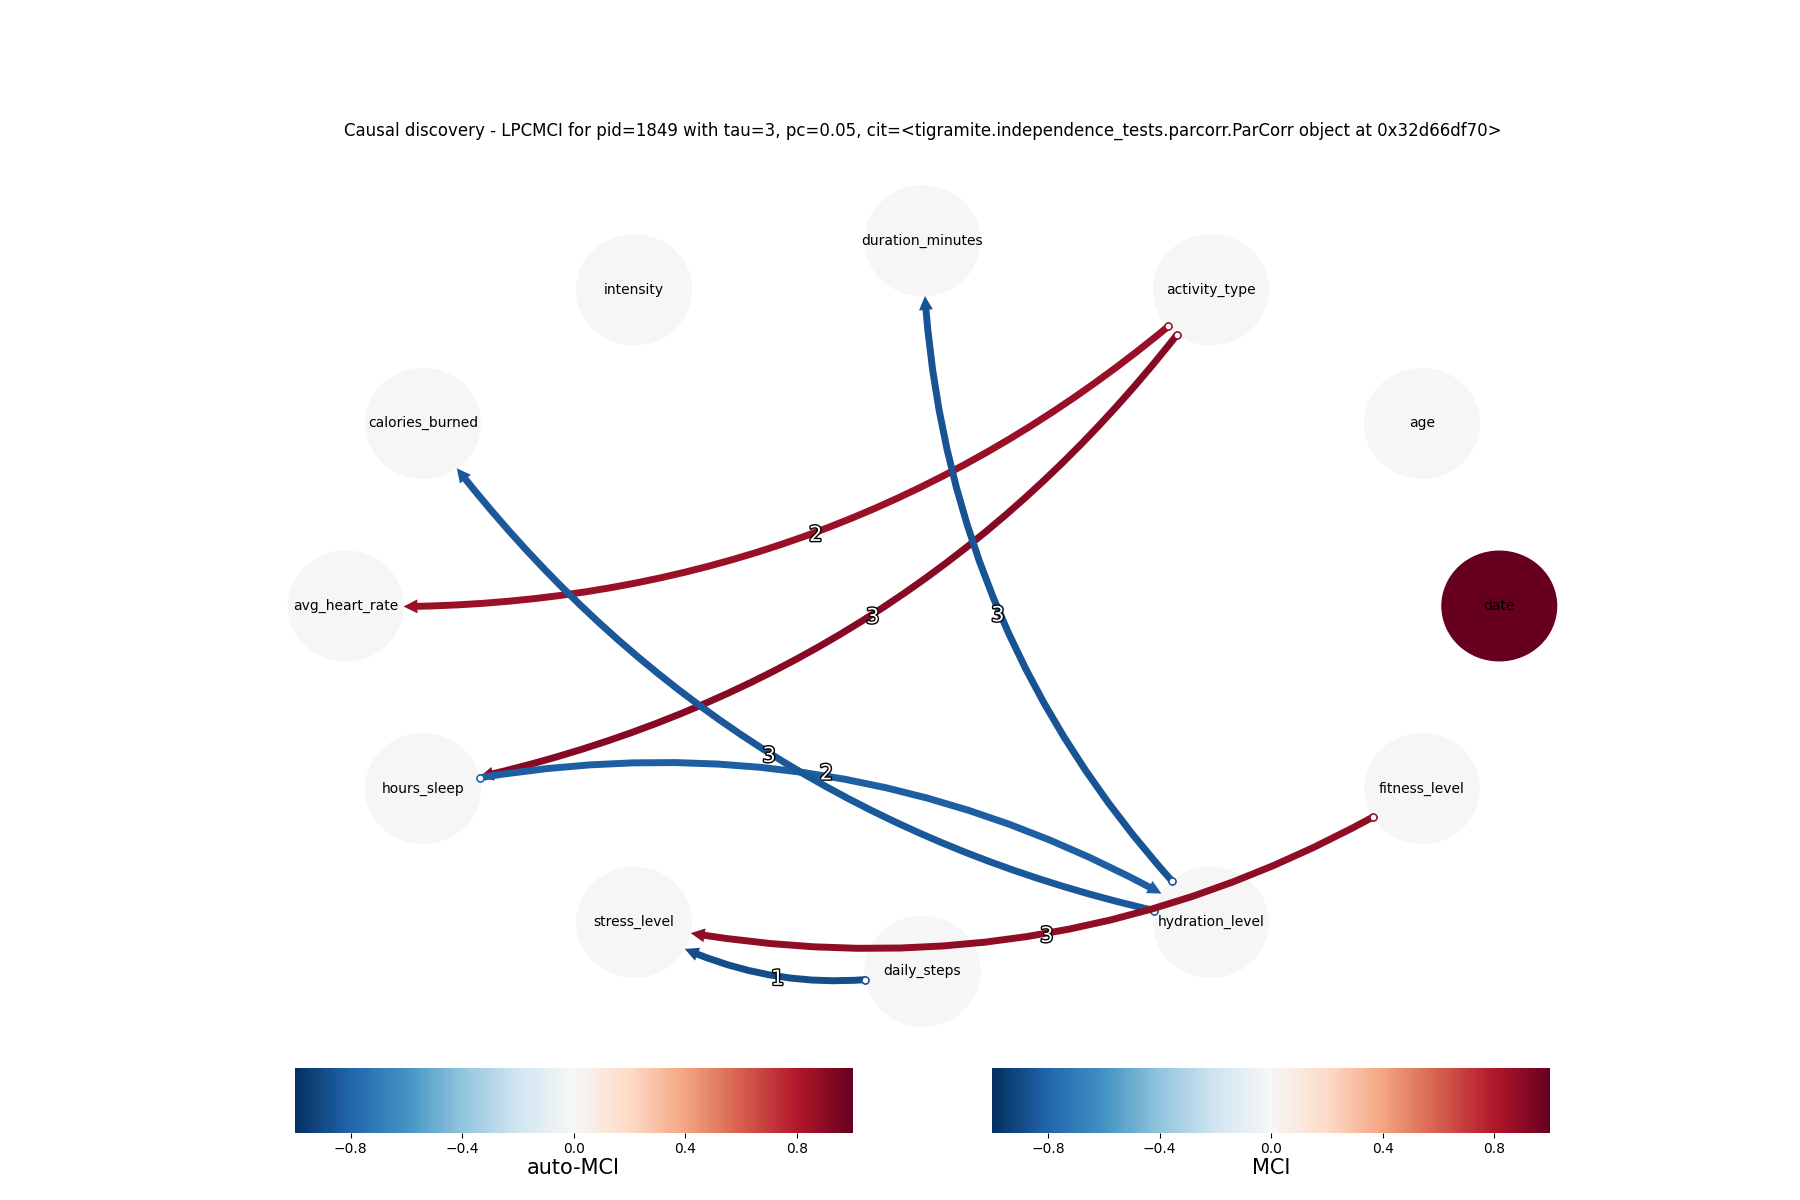 Causal discovery - LPCMCI for pid=1849 with tau=3, pc=0.05, cit=<tigramite.independence_tests.parcorr.ParCorr object at 0x32d66df70>
duration_minutes
intensity
activity_type
calories_burned
age
2
avg_heart_rate
date
3
3
3
2
hours_sleep
fitness_level
stress_level
hydration_level
3
daily_steps
1
−0.8 −0.4 0.0 0.4 0.8
auto-MCI
−0.8 −0.4 0.0 0.4 0.8
MCI